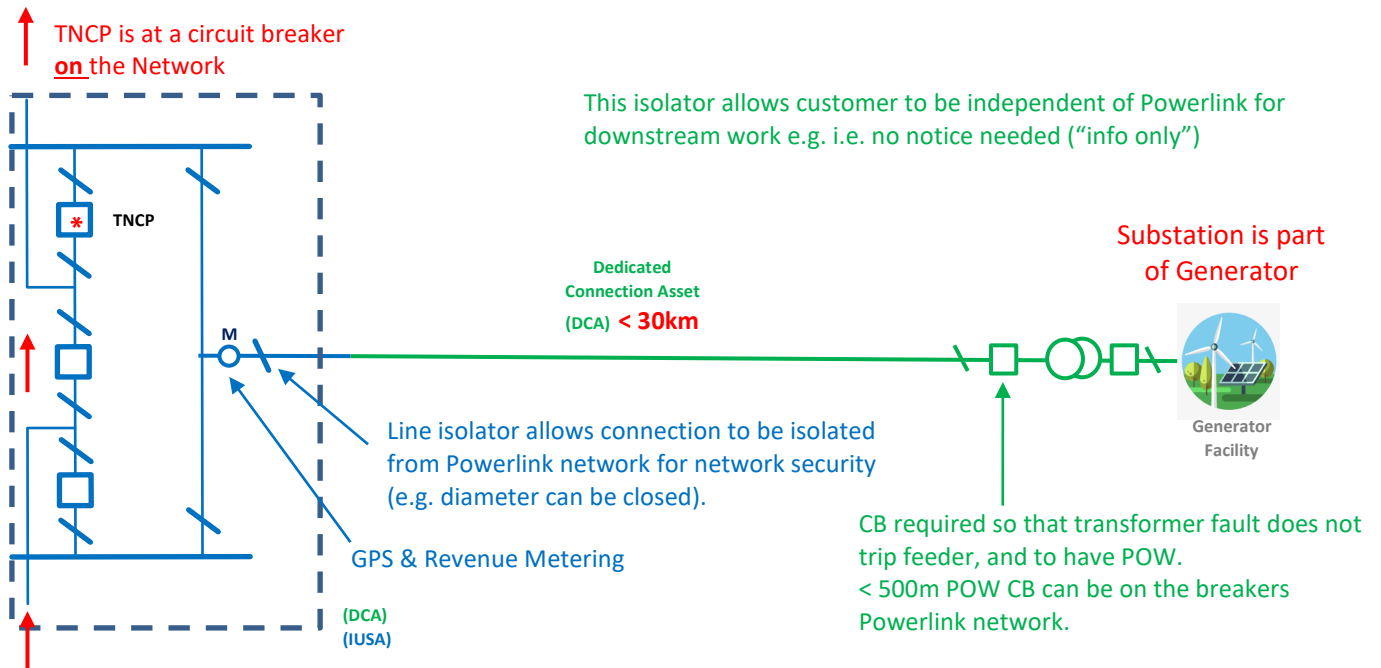 TNCP is at a circuit breaker
on the Network
This isolator allows customer to be independent of Powerlink for
downstream work e.g. i.e. no notice needed (“info only”)
*
TNCP
Substation is part
of Generator
Dedicated
Connection Asset
(DCA) < 30km
M
Generator
Facility
Line isolator allows connection to be isolated
from Powerlink network for network security
(e.g. diameter can be closed).
GPS & Revenue Metering
CB required so that transformer fault does not
trip feeder, and to have POW.
< 500m POW CB can be on the breakers
Powerlink network.
(DCA)
(IUSA)